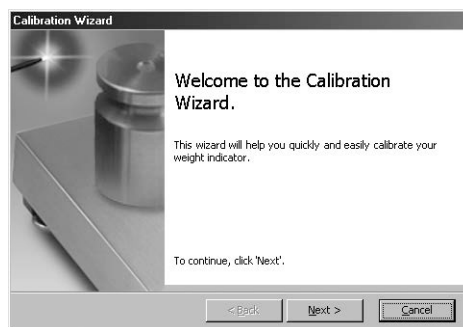 Calibration Wizard
Welcome to the Calibration
Wizard.
This wizard will help you quickly and easily calibrate your
weight indicator.
To continue, click 'Next'.
< Back
Next >
Cancel